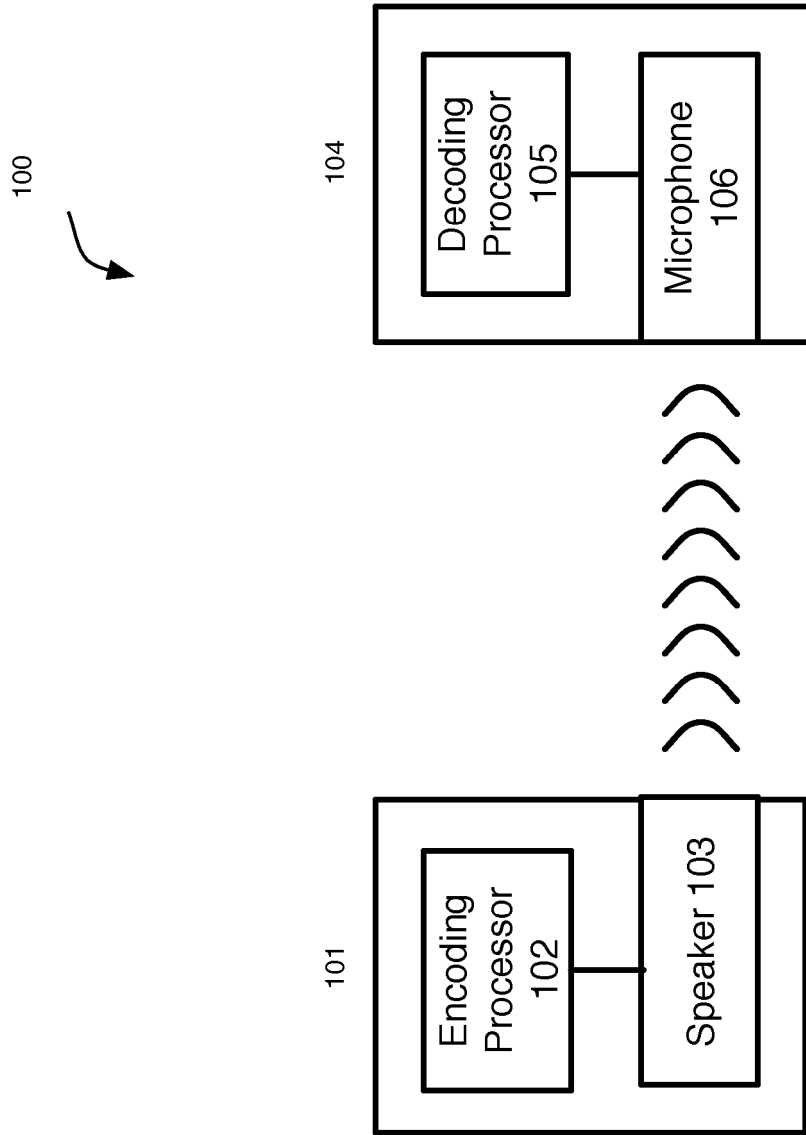 100
101
Encoding
Processor
102
Speaker 103
104
Decoding
Processor
105
Microphone
106